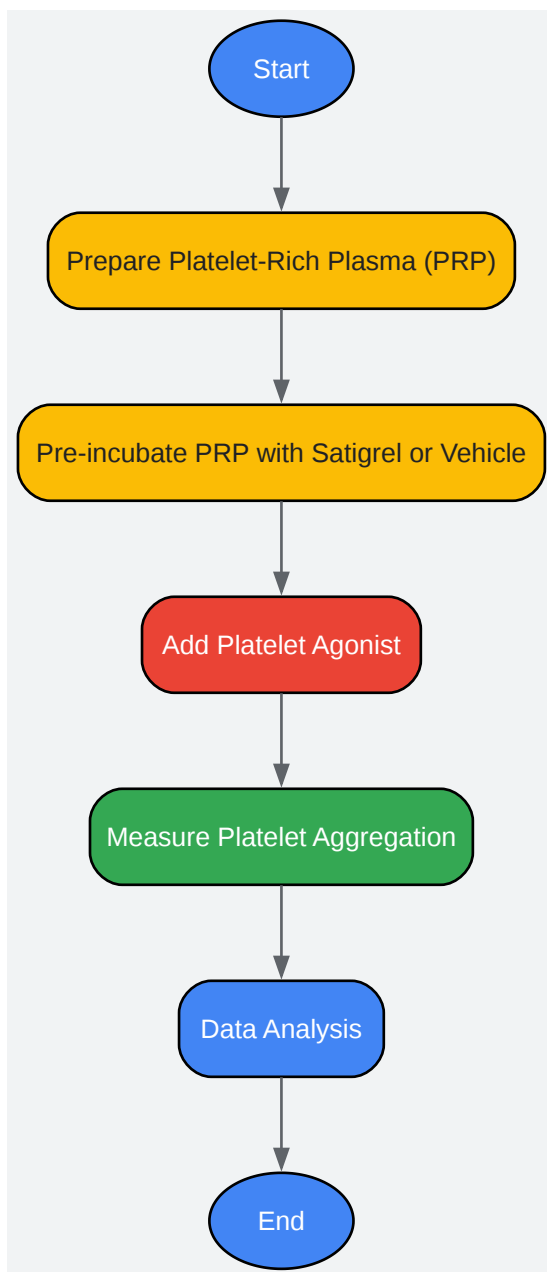 Start
Prepare Platelet-Rich Plasma (PRP)
Pre-incubate PRP with Satigrel or Vehicle
Add Platelet Agonist
Measure Platelet Aggregation
Data Analysis
End